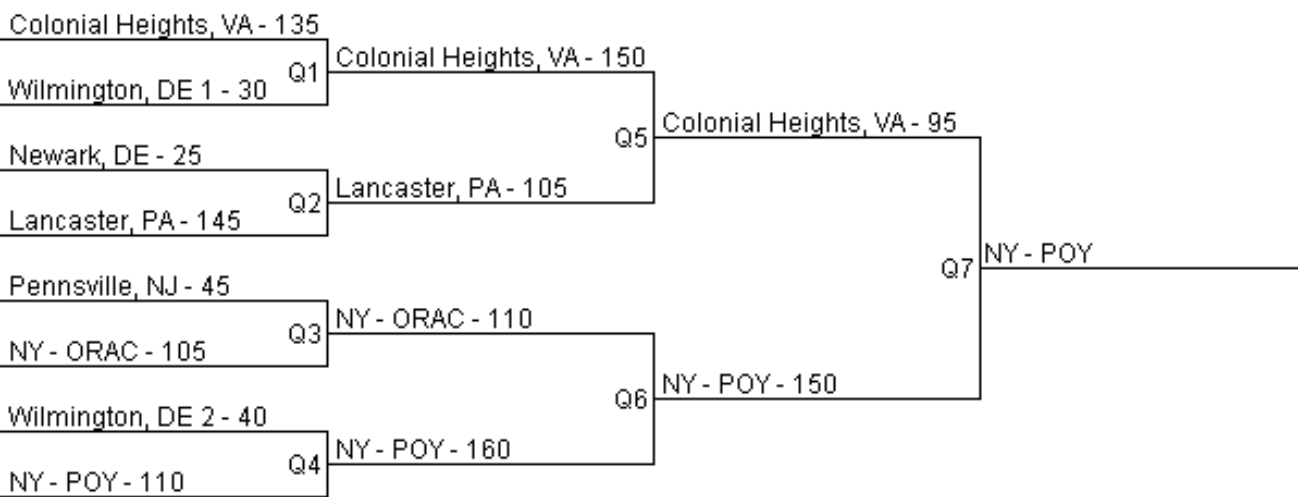 Colonial Heights, VA - 135
Q1
Wilmington, DE 1 - 30
Colonial Heights, VA - 150
Newark, DE - 25
Q2
Lancaster, PA - 145
Lancaster, PA - 105
Q5
Colonial Heights, VA - 95
Pennsville, NJ - 45
Q3
NY - ORAC - 105
NY - ORAC - 110
Wilmington, DE 2 - 40
Q4
NY - POY - 110
NY - POY - 160
Q6
NY - POY - 150
Q7
NY - POY